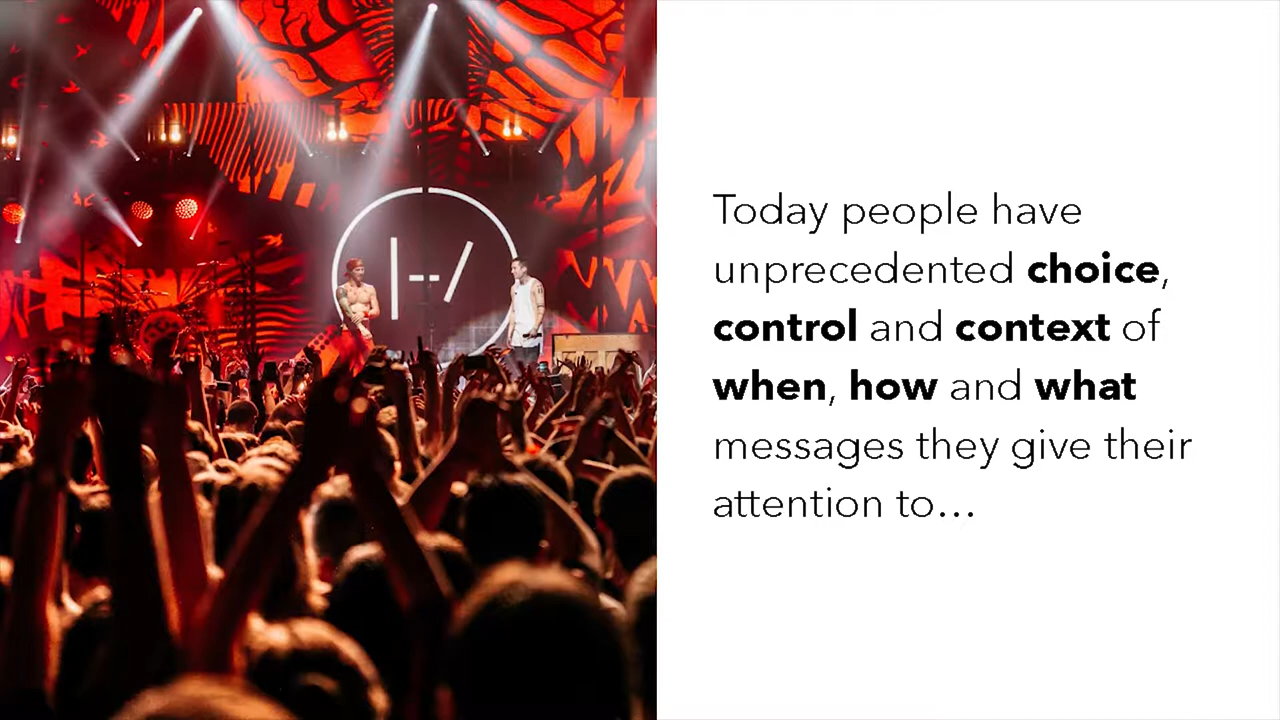 Today people have
unprecedented choice,
control and context of
when, how and what
messages they give their
attention to…